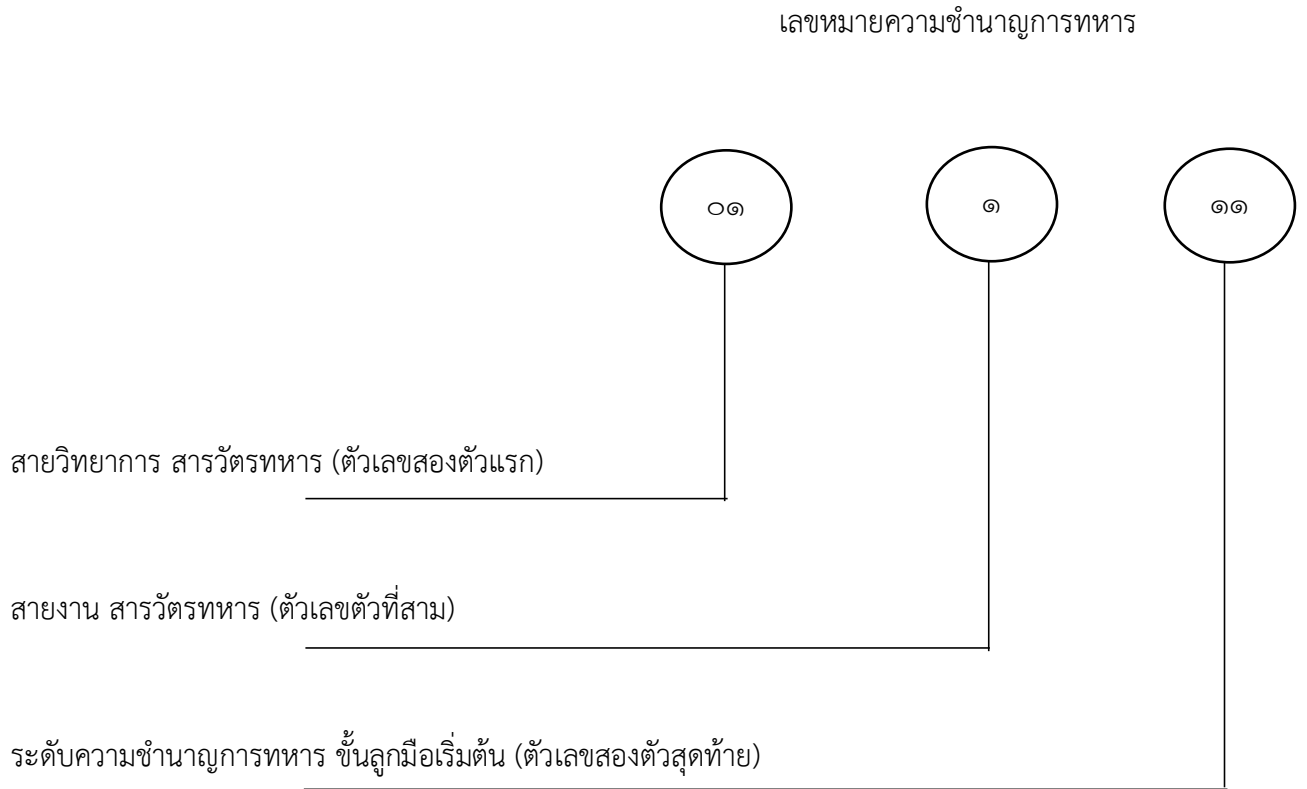 เลขหมายความชำนาญการทหาร
๐๑ ๑ ๑๑
สายวิทยาการ สารวัตรทหาร (ตัวเลขสองตัวแรก)
สายงาน สารวัตรทหาร (ตัวเลขตัวที่สาม)
ระดับความชำนาญการทหาร ขั้นลูกมือเริ่มต้น (ตัวเลขสองตัวสุดท้าย)